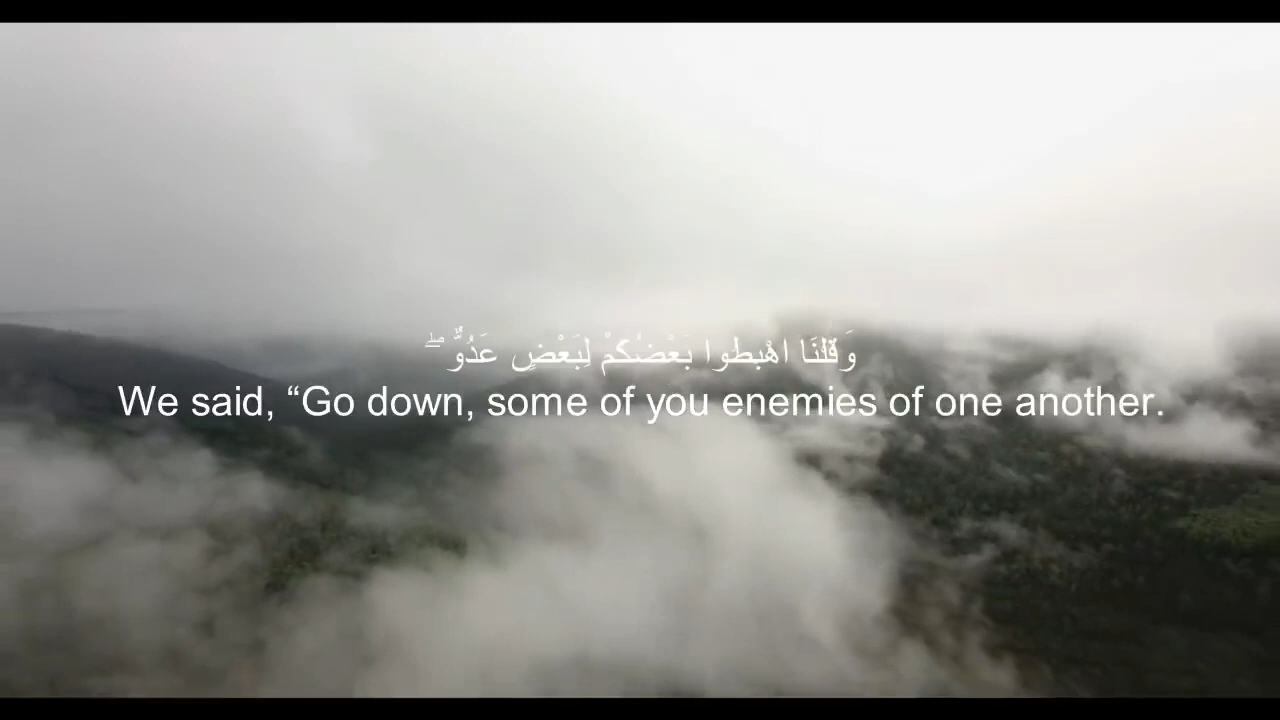 وَقُلْنَا اهْبِطُوا بَعْضُكُمْ لِبَعْضٍ عَدُوٌّ ۖ
We said, “Go down, some of you enemies of one another.